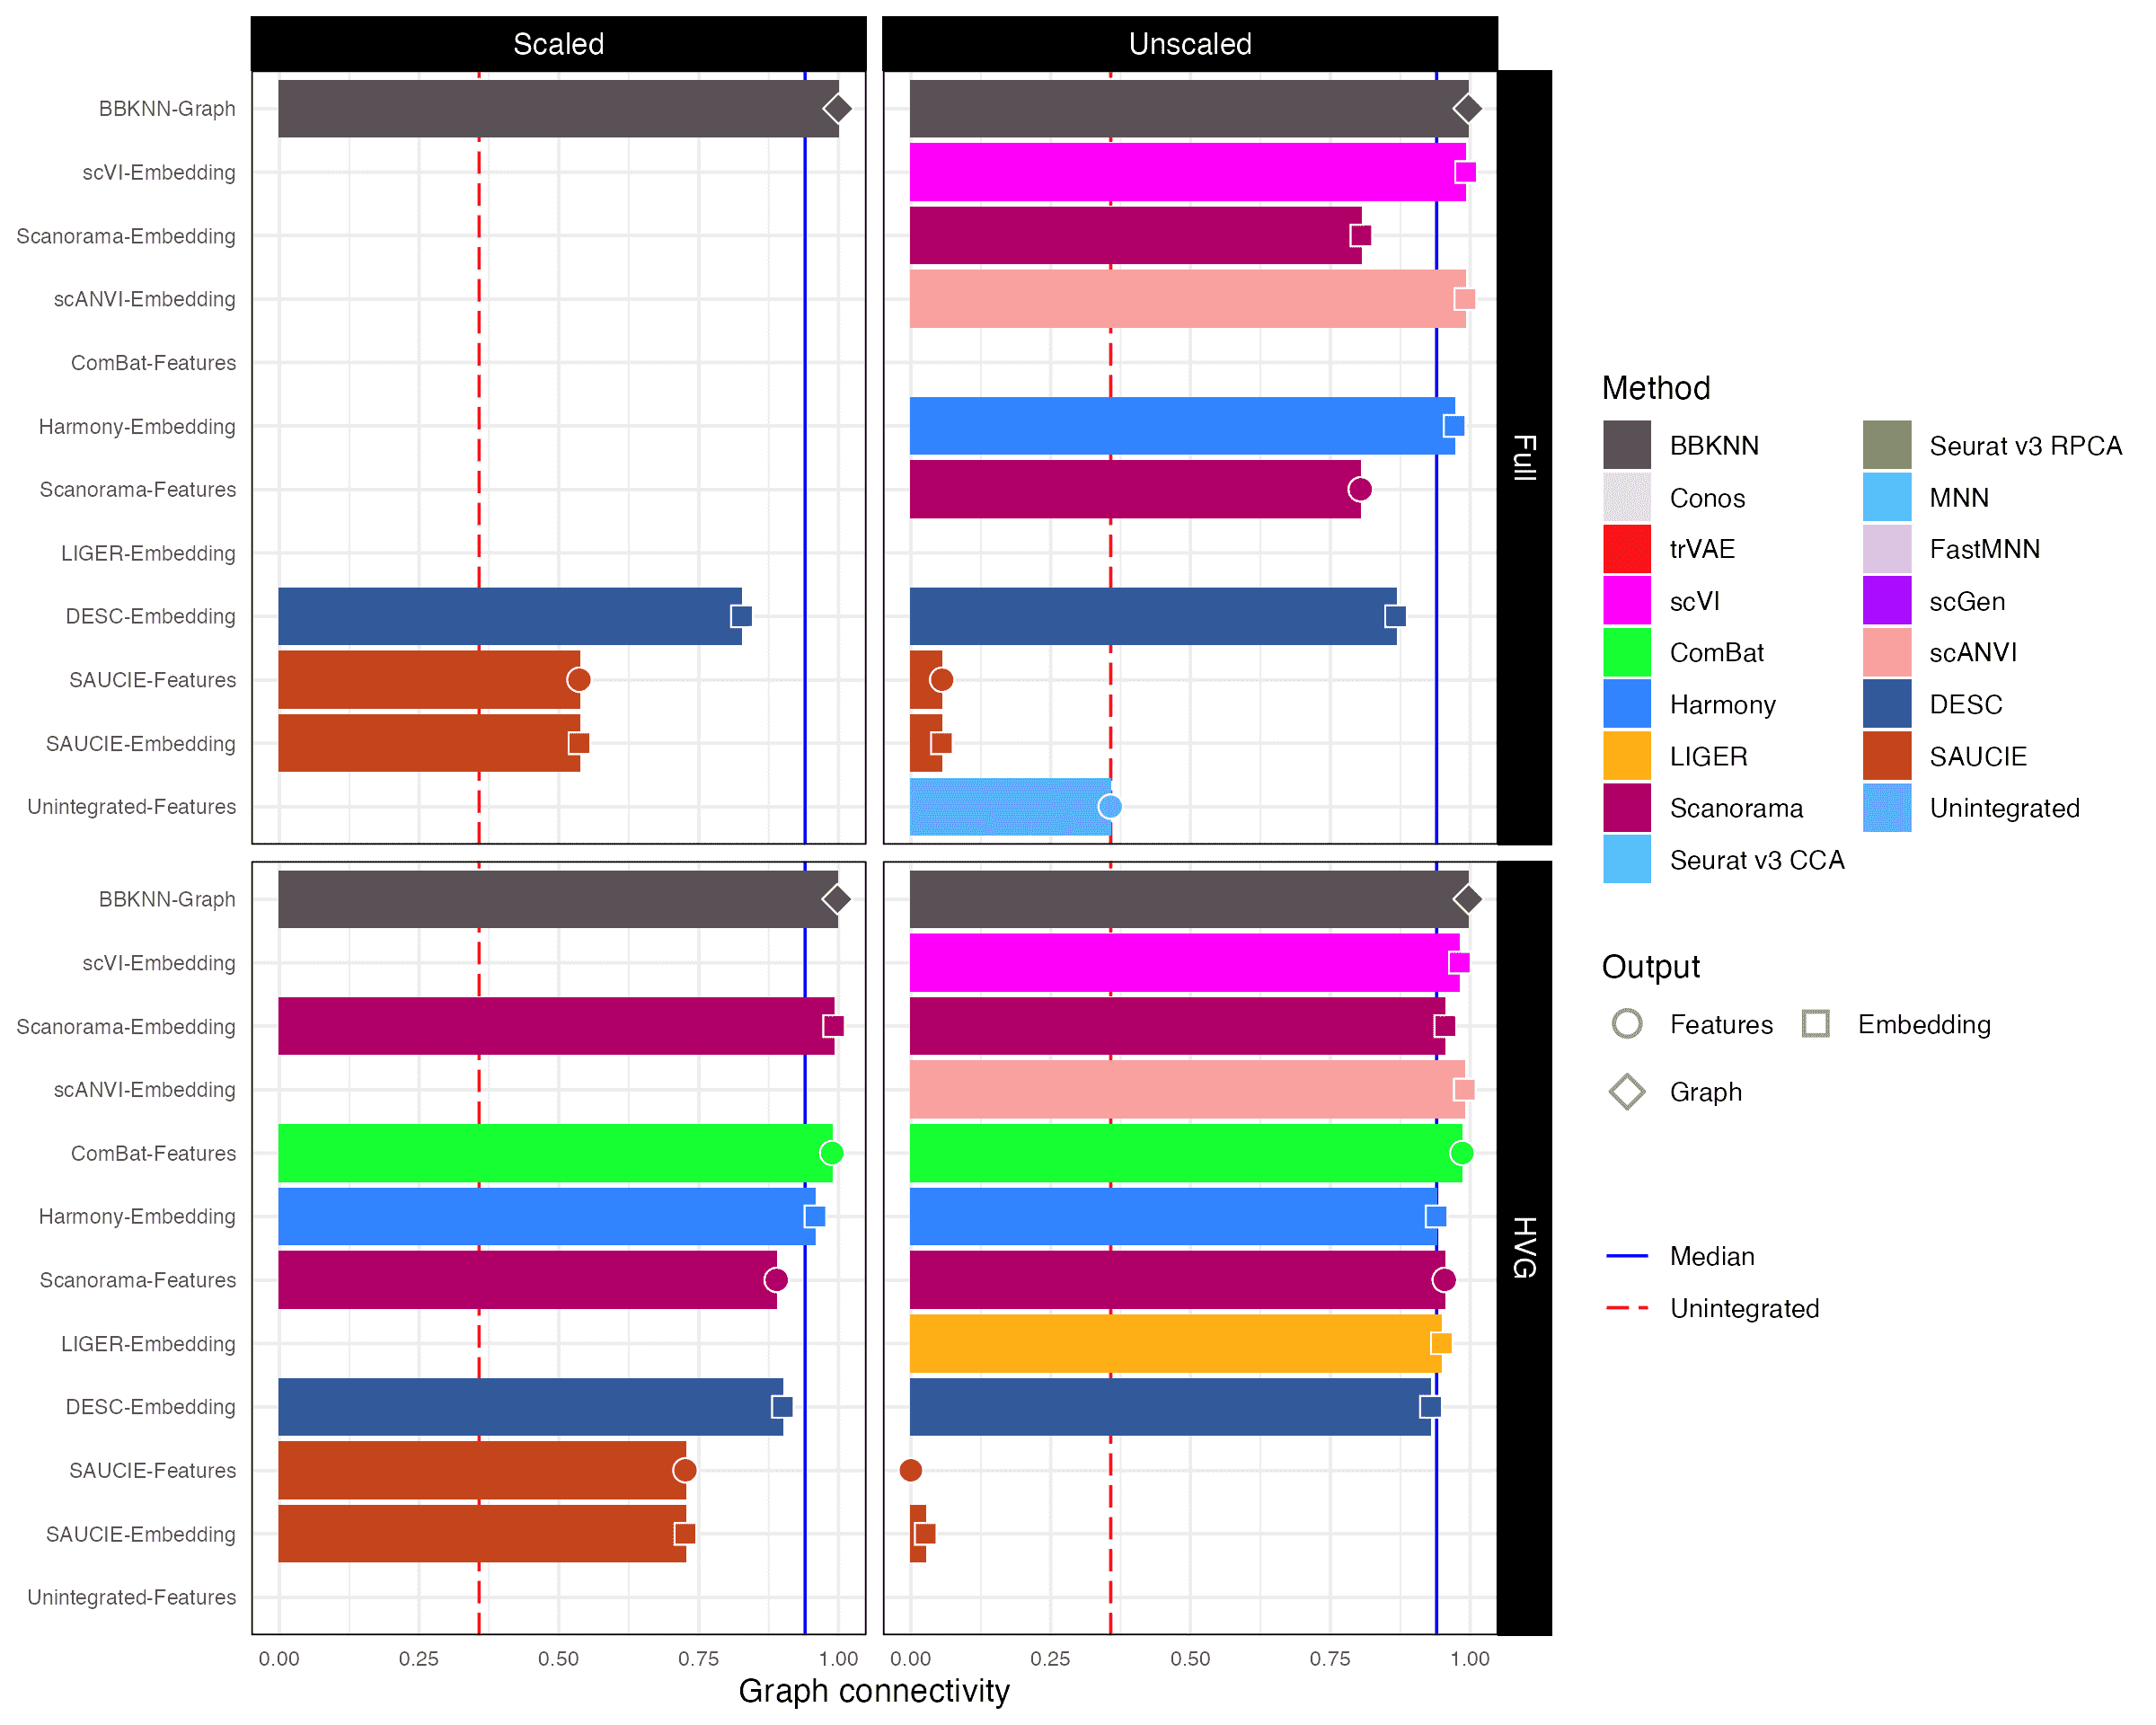 Scaled
Unscaled
BBKNN-Graph
scVI-Embedding
Scanorama-Embedding
scANVI-Embedding
ComBat-Features
Harmony-Embedding
Scanorama-Features
LIGER-Embedding
DESC-Embedding
SAUCIE-Features
SAUCIE-Embedding
Unintegrated-Features
Full
BBKNN-Graph
scVI-Embedding
Scanorama-Embedding
scANVI-Embedding
ComBat-Features
Harmony-Embedding
Scanorama-Features
LIGER-Embedding
DESC-Embedding
SAUCIE-Features
SAUCIE-Embedding
Unintegrated-Features
HVG
0.00 0.25 0.50 0.75 1.00 0.00 0.25 0.50 0.75 1.00
Graph connectivity
Method
BBKNN
Conos
trVAE
scVI
ComBat
Harmony
LIGER
Scanorama
Seurat v3 CCA
Seurat v3 RPCA
MNN
FastMNN
scGen
scANVI
DESC
SAUCIE
Unintegrated
Output
Features
Embedding
Graph
Median
Unintegrated